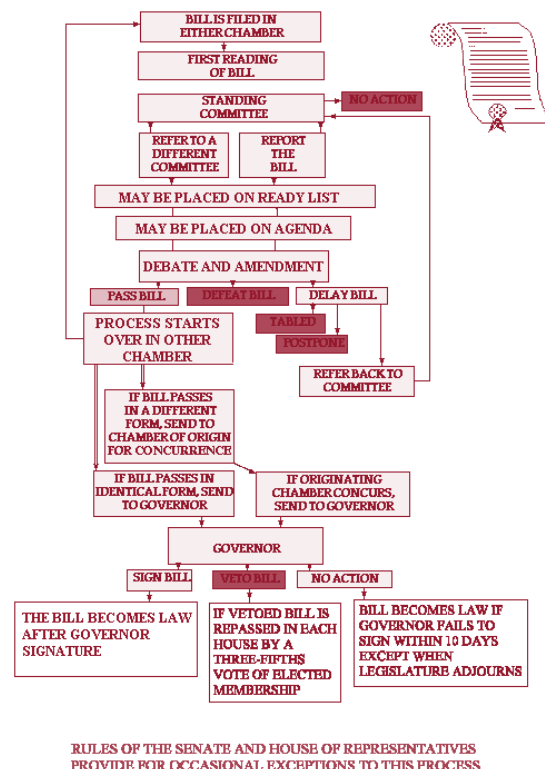 BILL IS FILED IN
EITHER CHAMBER
FIRST READING
OF BILL
STANDING
COMMITTEE
NO ACTION
REFER TO A
DIFFERENT
COMMITTEE
REPORT
THE
BILL
MAY BE PLACED ON READY LIST
MAY BE PLACED ON AGENDA
DEBATE AND AMENDMENT
PASS BILL
DEFEAT BILL
DELAY BILL
TABLED
POSTPONE
PROCESS STARTS
OVER IN OTHER
CHAMBER
REFER BACK TO
COMMITTEE
IF BILL PASSES
IN A DIFFERENT
FORM, SEND TO
CHAMBER OF ORIGIN
FOR CONCURRENCE
IF BILL PASSES IN
IDENTICAL FORM, SEND
TO GOVERNOR
IF ORIGINATING
CHAMBER CONCURS,
SEND TO GOVERNOR
GOVERNOR
SIGN BILL
VETO BILL
NO ACTION
THE BILL BECOMES LAW
AFTER GOVERNOR
SIGNATURE
IF VETOED BILL IS
REPASSED IN EACH
HOUSE BY A
THREE-FIFTHS
VOTE OF ELECTED
MEMBERSHIP
BILL BECOMES LAW IF
GOVERNOR FAILS TO
SIGN WITHIN 10 DAYS
EXCEPT WHEN
LEGISLATURE ADJOURNS
RULES OF THE SENATE AND HOUSE OF REPRESENTATIVES
PROVIDE FOR OCCASIONAL EXCEPTIONS TO THIS PROCESS